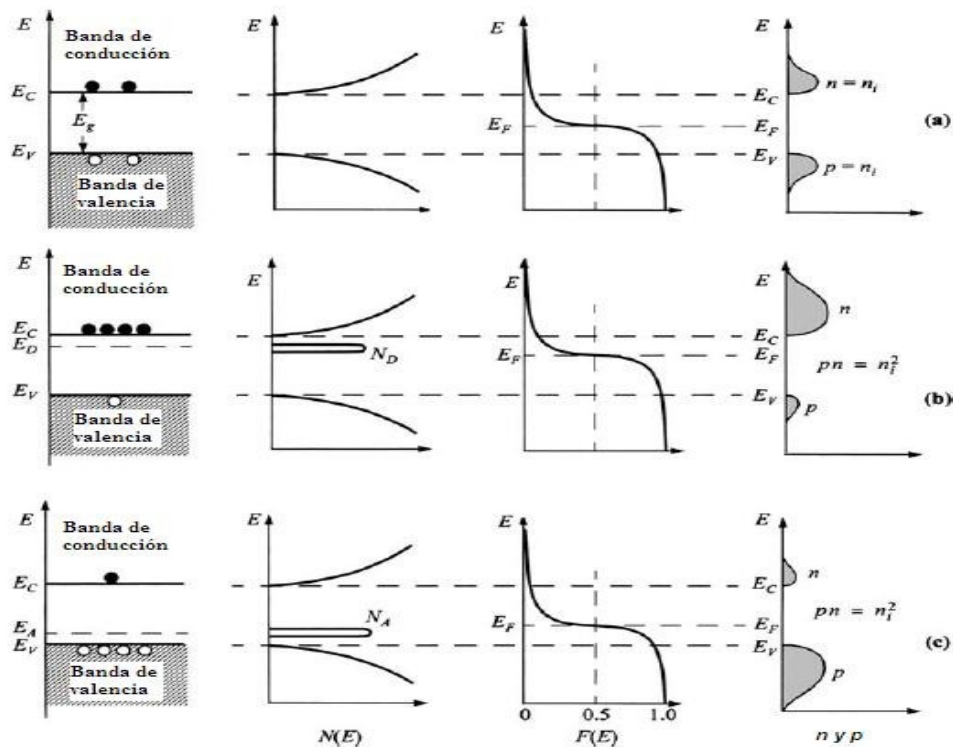 E
Banda de
conducción
E_C
E_g
E_V
Banda de
valencia
E
E
E_F
E_C
E_F
E_V
n = n_i
p = n_i
(a)
E
Banda de
conducción
E_C
E_D
E_V
Banda de
valencia
E
N_D
E
E_F
E_C
E_F
E_V
n
pn = n_i^2
p
(b)
E
Banda de
conducción
E_C
E_A
E_V
Banda de
valencia
E
N_A
N(E)
E
E_F
0 0.5 1.0
F(E)
E
E_C
E_F
E_V
n
pn = n_i^2
p
(c)
n y p